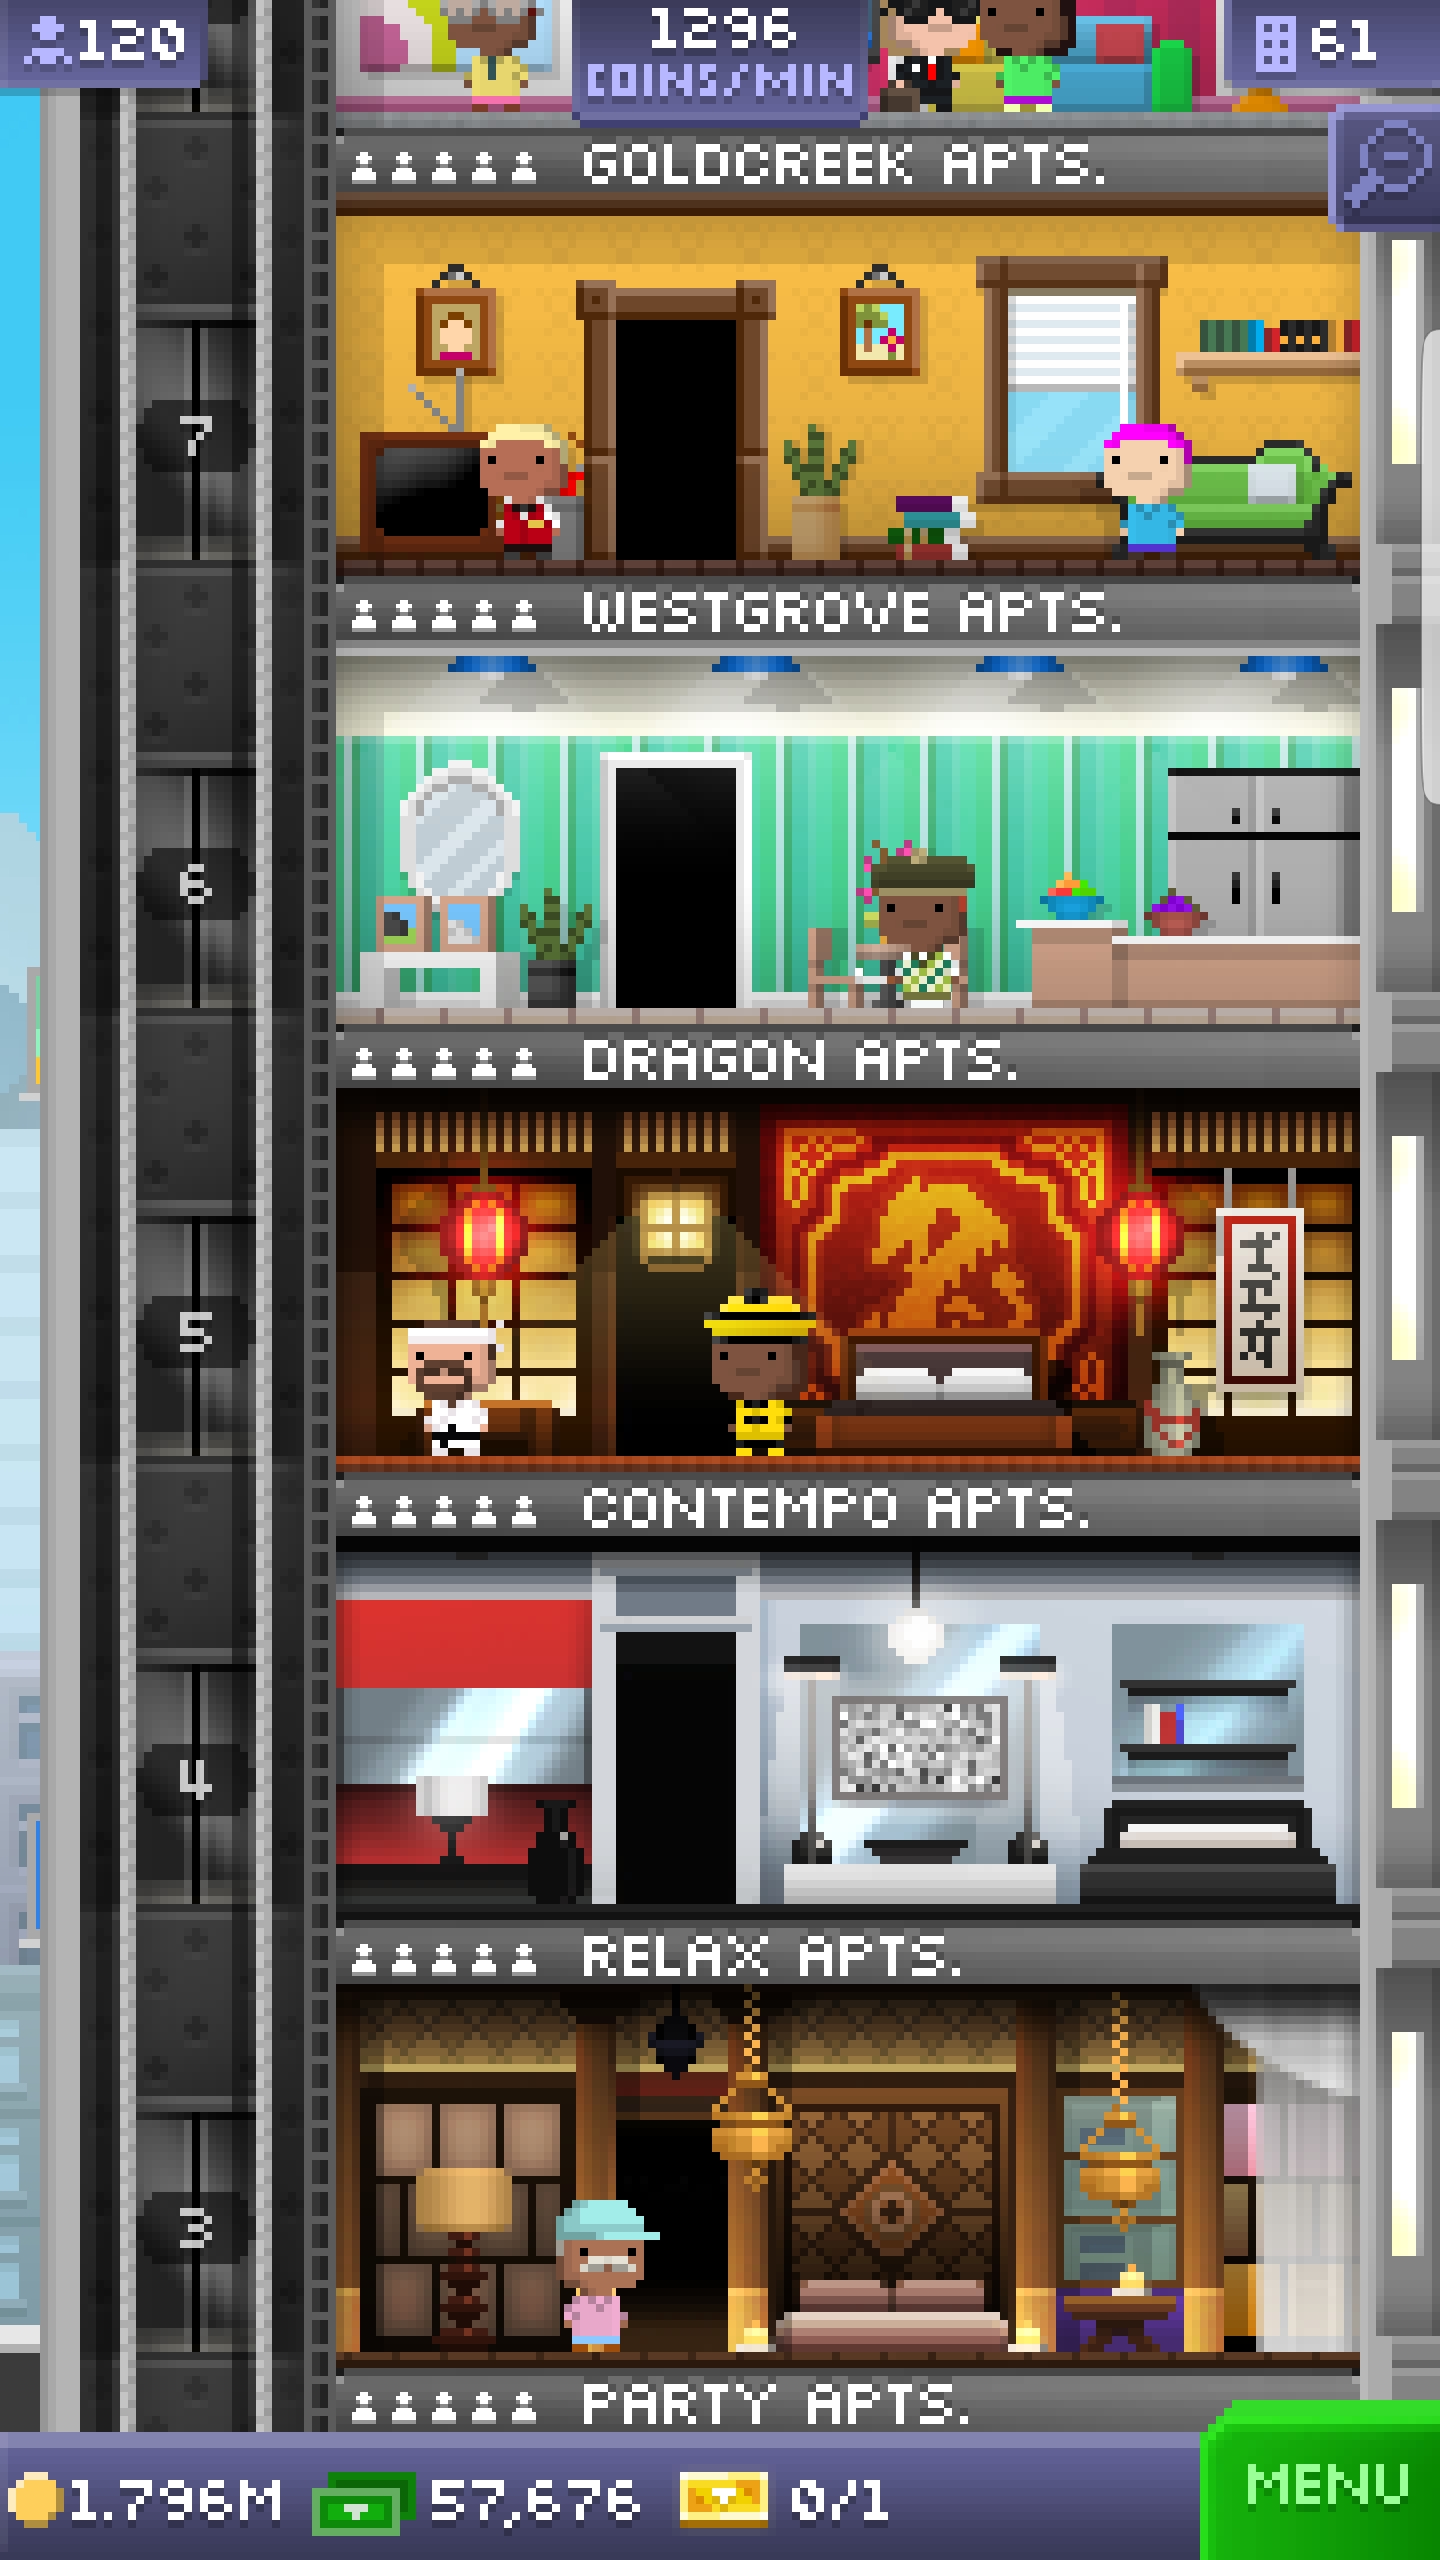 120
1296
COINS/MIN
61
GOLDCREEK APTS.
7
WESTGROVE APTS.
6
DRAGON APTS.
5
CONTEMPO APTS.
4
RELAX APTS.
3
PARTY APTS.
1.796M
57,676
0/1
MENU